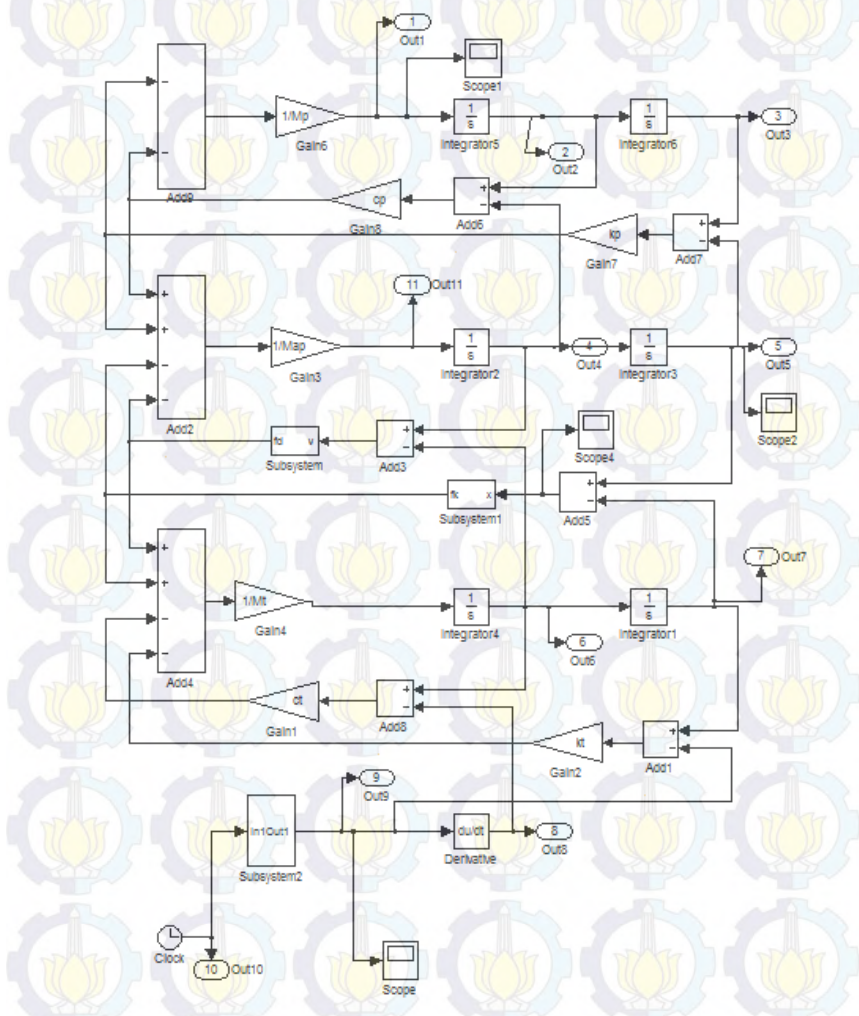 1
Out1
Scope1
-
-
Add9
1/Mp
Gain6
1
s
Integrator5
2
Out2
1
s
Integrator6
3
Out3
cp
Gain8
+
-
Add6
kp
Gain7
+
-
Add7
11
Out11
+
+
-
-
Add2
1/Map
Gain3
1
s
Integrator2
4
Out4
1
s
Integrator3
5
Out5
Scope2
fd
v
Subsystem
+
-
Add3
Scope4
fk
x
Subsystem1
+
-
Add5
7
Out7
+
+
-
-
Add4
1/Mt
Gain4
1
s
Integrator4
6
Out6
1
s
Integrator1
ct
Gain1
+
-
Add8
kt
Gain2
+
-
Add1
9
Out9
In1Out1
Subsystem2
du/dt
Derivative
8
Out8
Clock
10
Out10
Scope